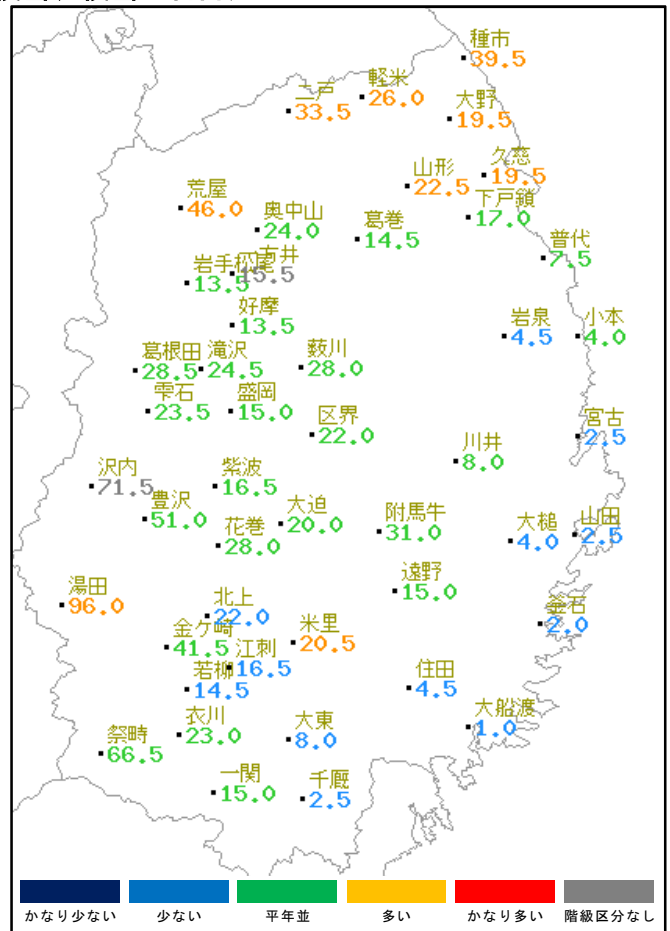 種市
39.5
軽米
26.0
二戸
33.5
大野
19.5
久慈
19.5
山形
22.5
下戸鎖
17.0
荒屋
46.0
奥中山
24.0
葛巻
14.5
普代
7.5
岩手松尾
13.5
15.5
好摩
13.5
岩泉
4.5
小本
4.0
葛根田
28.5
滝沢
24.5
薮川
28.0
雫石
23.5
盛岡
15.0
区界
22.0
宮古
2.5
川井
8.0
沢内
71.5
紫波
16.5
豊沢
51.0
大迫
20.0
花巻
28.0
附馬牛
31.0
大槌
4.0
山田
2.5
湯田
96.0
遠野
15.0
北上
22.0
釜石
2.0
金ケ崎
41.5
江刺
16.5
米里
20.5
若柳
14.5
住田
4.5
大船渡
1.0
祭畤
66.5
衣川
23.0
大東
8.0
一関
15.0
千厩
2.5
かなり少ない 少ない 平年並 多い かなり多い 階級区分なし